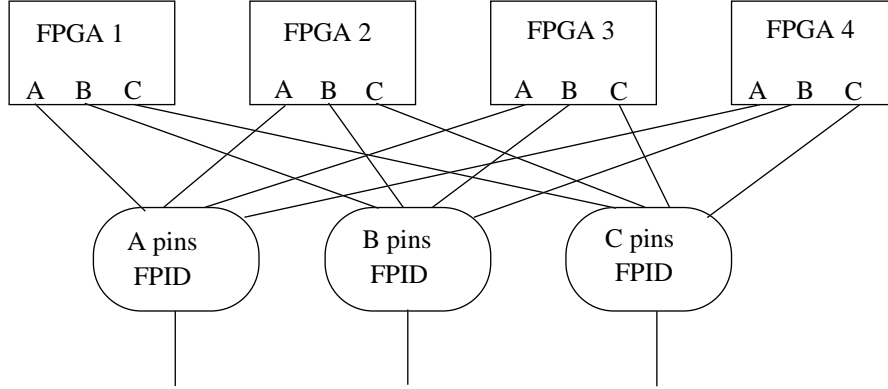 FPGA 1
FPGA 2
FPGA 3
FPGA 4
A B C
A B C
A B C
A B C
A pins
FPID
B pins
FPID
C pins
FPID